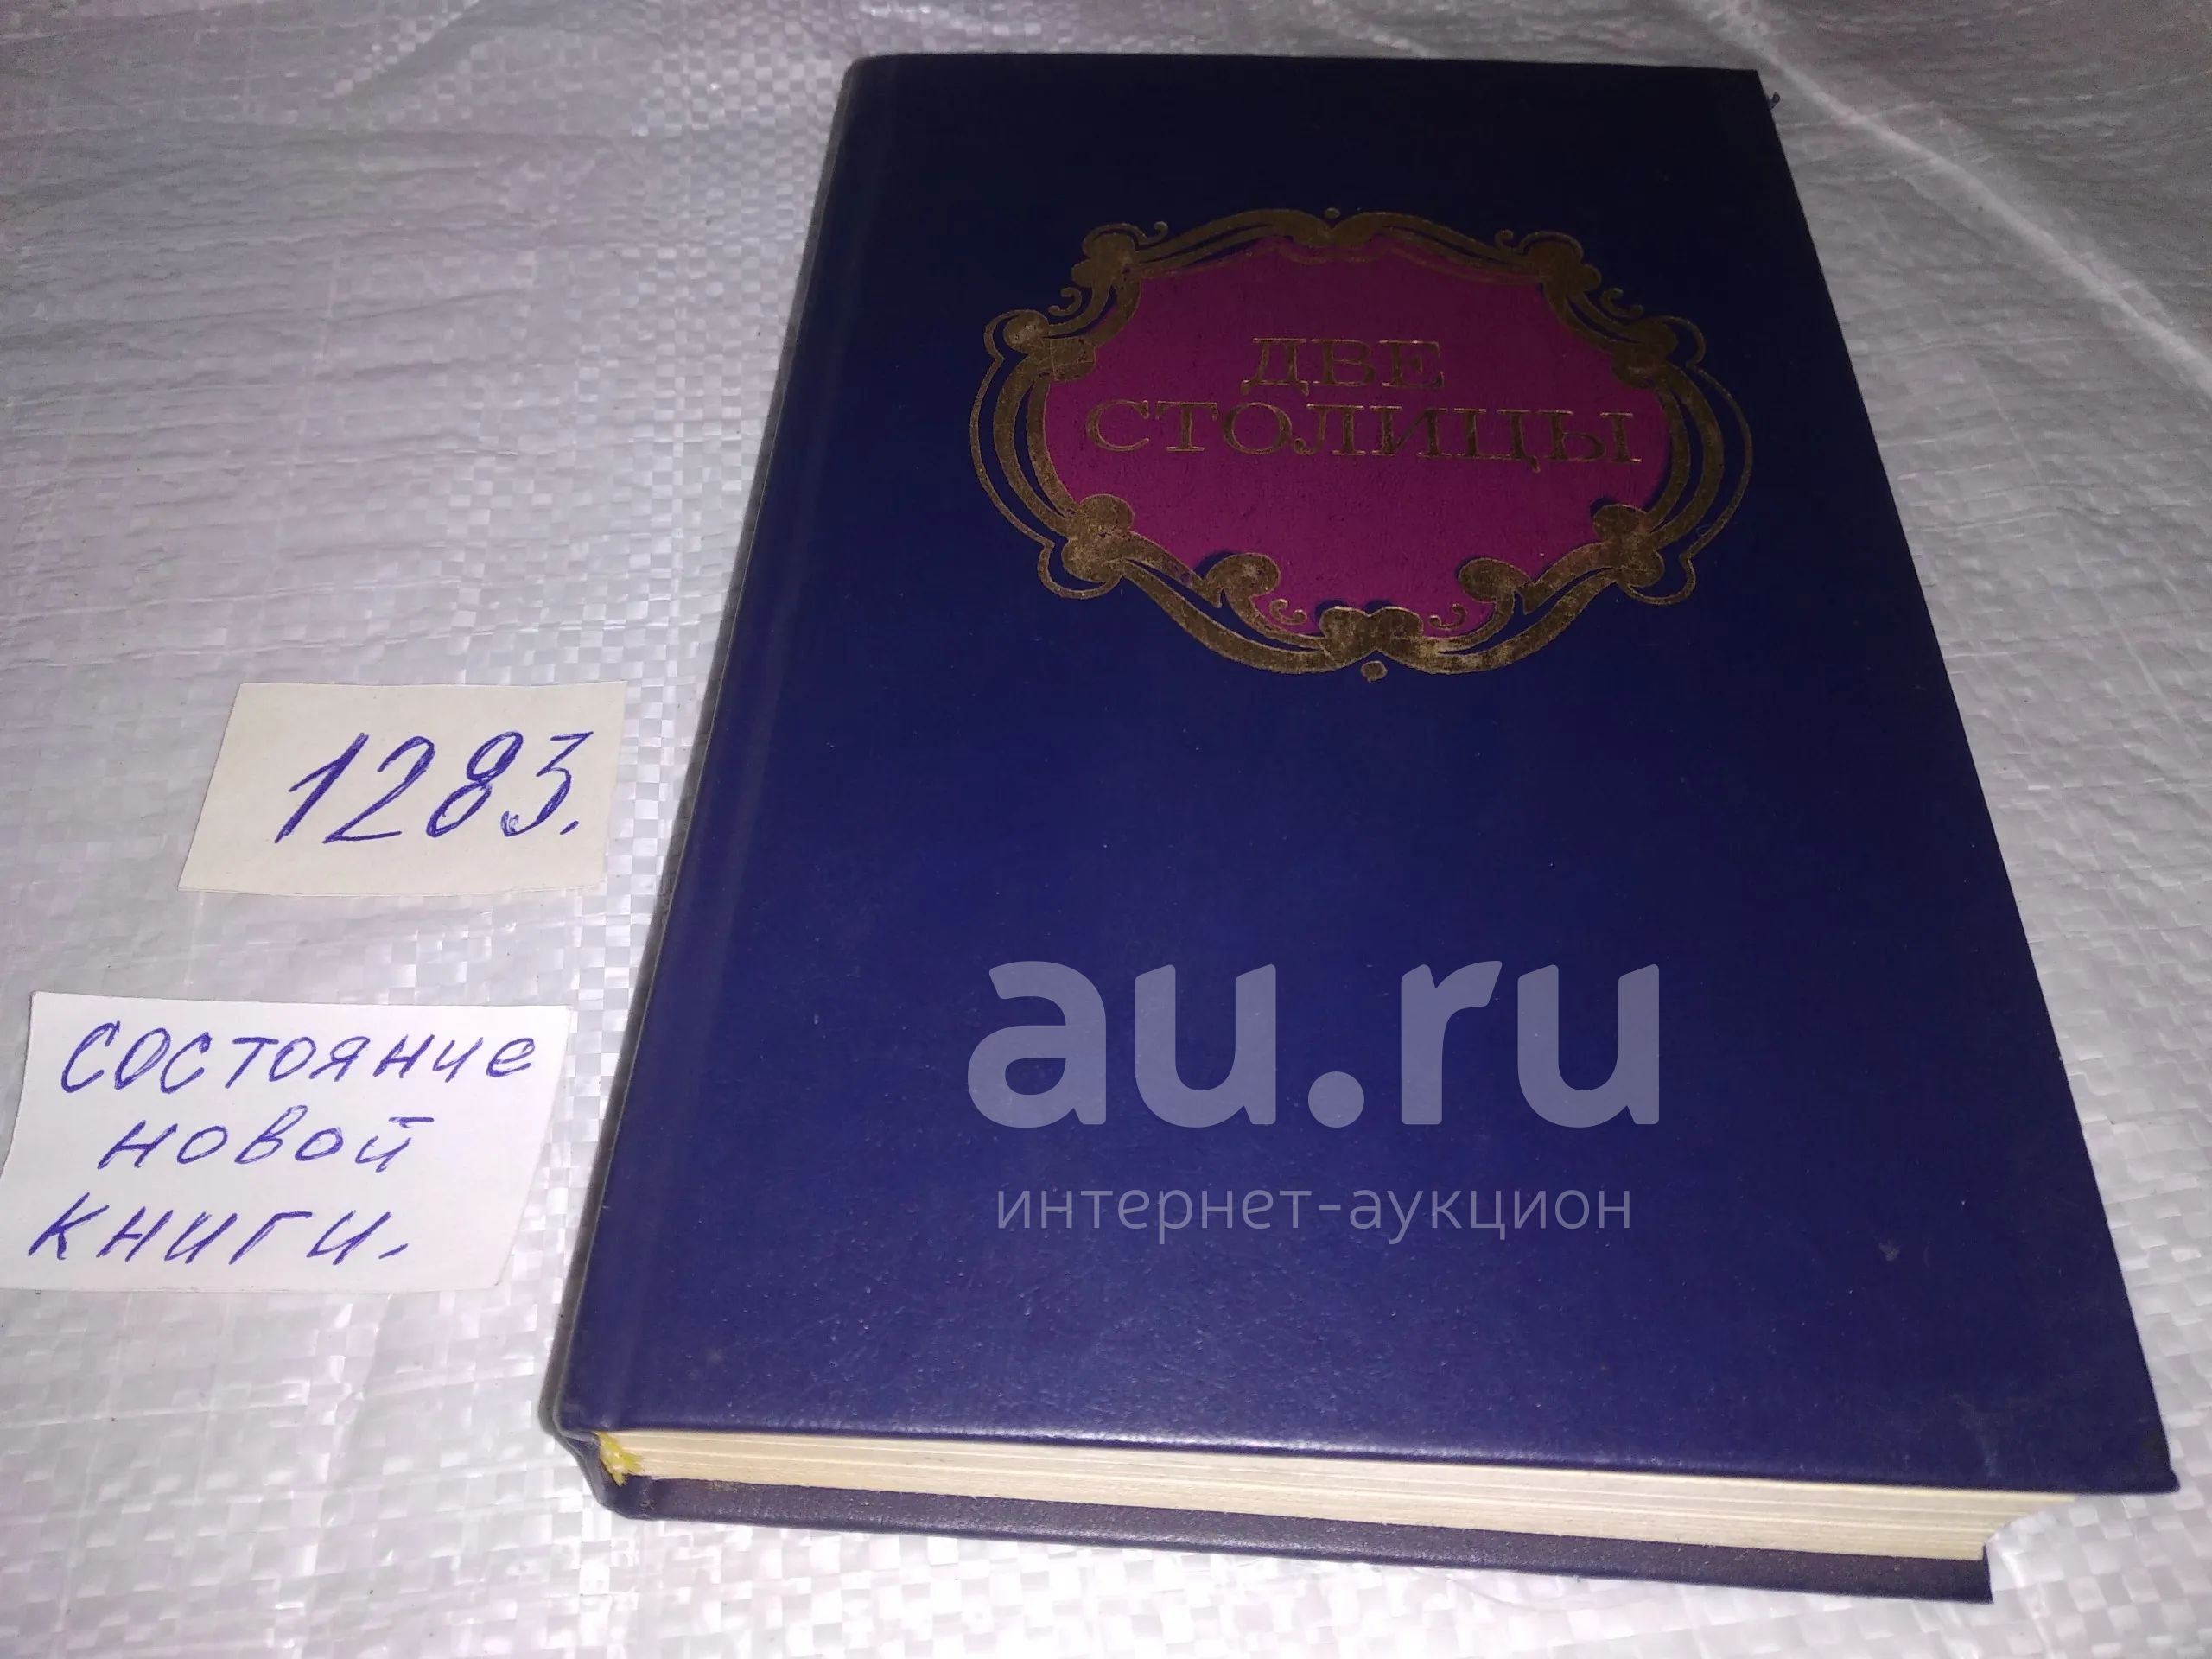 ДВЕ
СТОЛИЦЫ
1283.
состояние
новой
книги.
au.ru
интернет-аукцион